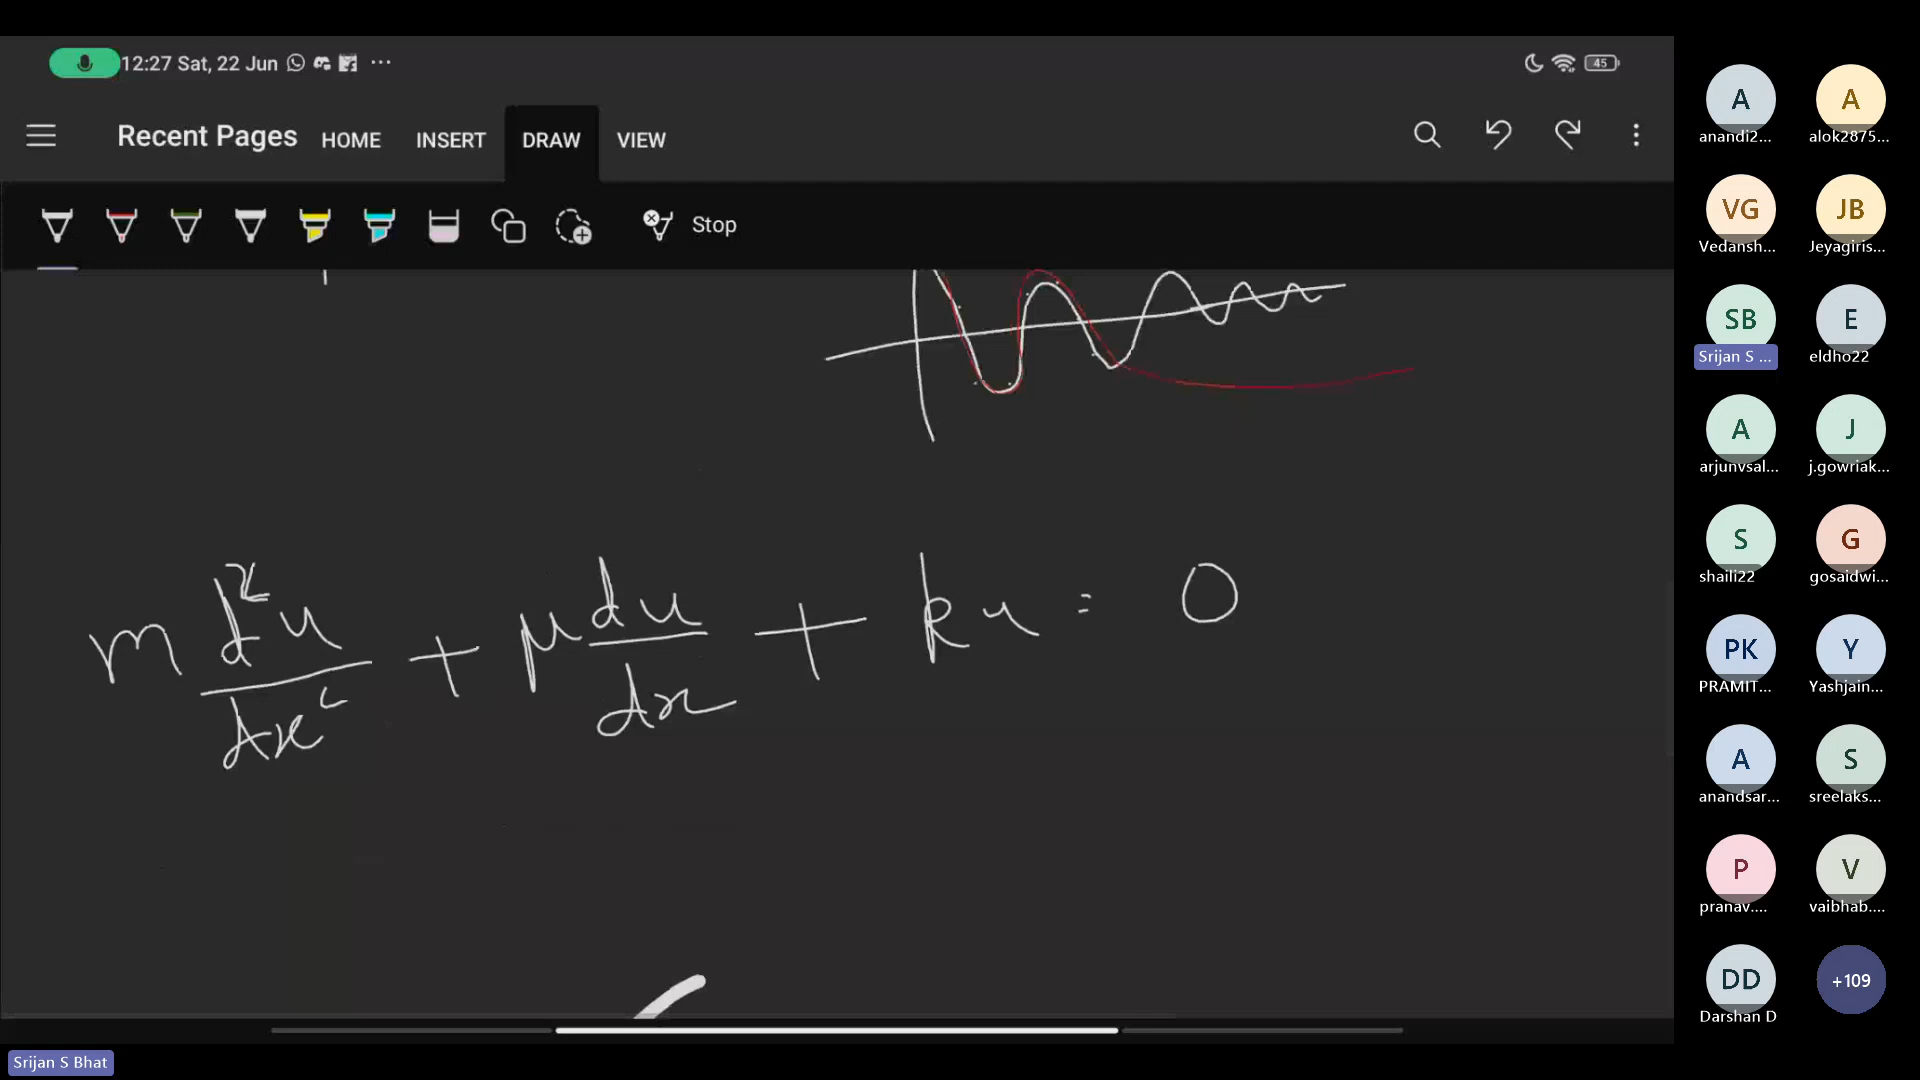 12:27 Sat, 22 Jun ... 45
Recent Pages HOME INSERT DRAW VIEW
Stop
m d²u/dx² + μ du/dx + ku = 0
A A
anandi2... alok2875...
VG JB
Vedansh... Jeyagiris...
SB E
Srijan S ... eldho22
A J
arjunvsal... j.gowriak...
S G
shaili22 gosaidwi...
PK Y
PRAMIT... Yashjain...
A S
anandsar... sreelaks...
P V
pranav.... vaibhab....
DD +109
Darshan D
Srijan S Bhat